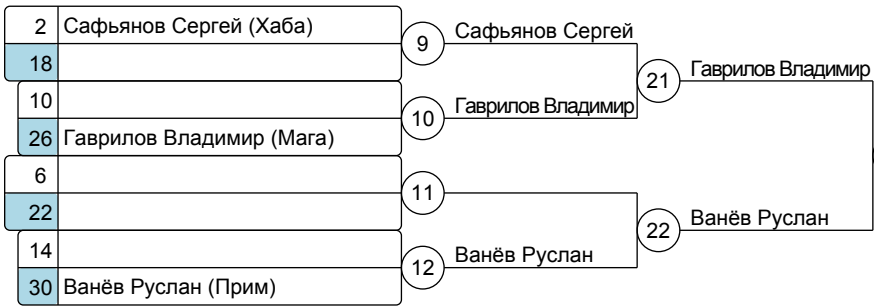 2 Сафьянов Сергей (Хаба)
18
10
26 Гаврилов Владимир (Мага)
6
22
14
30 Ванёв Руслан (Прим)
9 Сафьянов Сергей
10 Гаврилов Владимир
11
12 Ванёв Руслан
21 Гаврилов Владимир
22 Ванёв Руслан